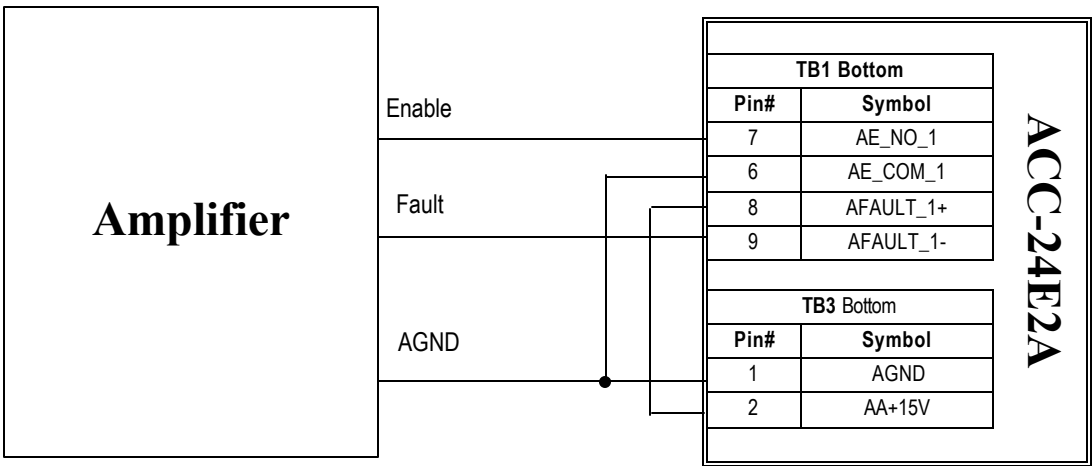 Amplifier
Enable
Fault
AGND
TB1 Bottom
Pin# Symbol
7 AE_NO_1
6 AE_COM_1
8 AFAULT_1+
9 AFAULT_1-
TB3 Bottom
Pin# Symbol
1 AGND
2 AA+15V
ACC-24E2A